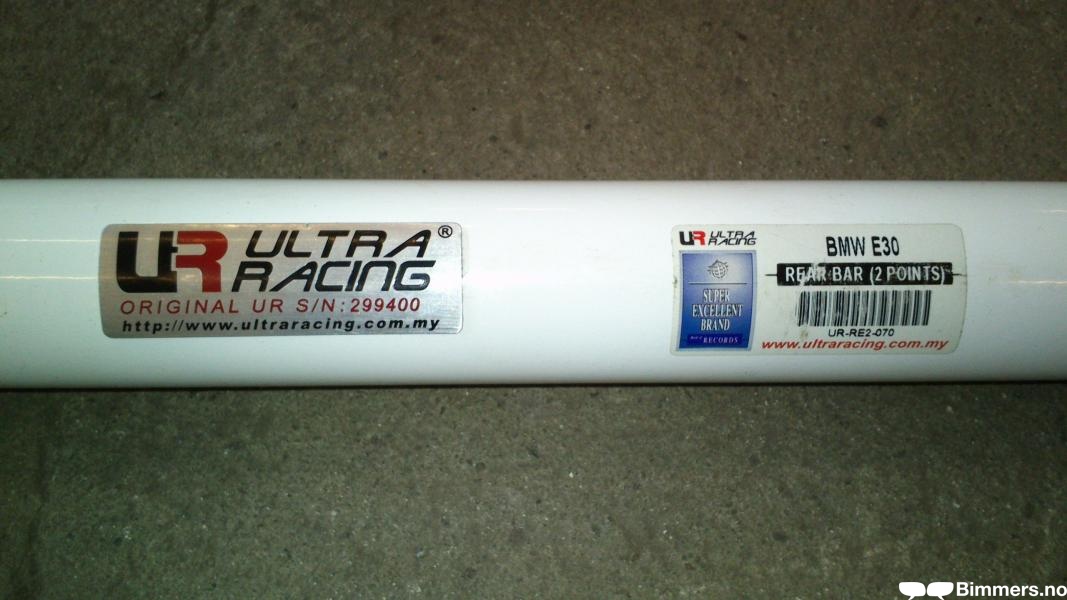 UR ULTRA RACING ®
ORIGINAL UR S/N: 299400
http://www.ultraracing.com.my
UR ULTRA RACING
BMW E30
REAR BAR (2 POINTS)
SUPER
EXCELLENT
BRAND
RECORDS
UR-RE2-070
www.ultraracing.com.my
Bimmers.no